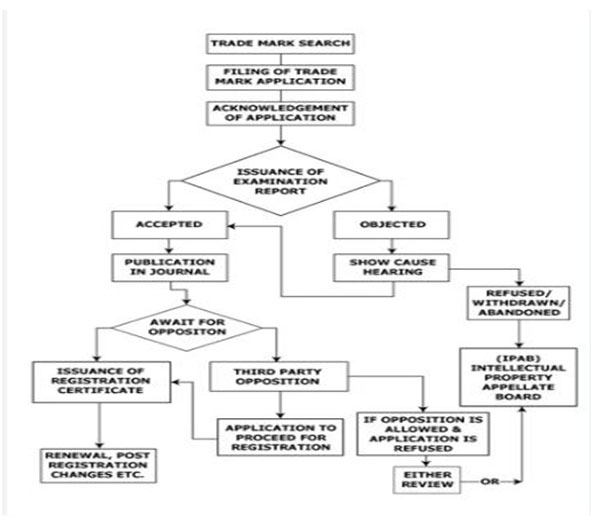 TRADE MARK SEARCH
FILING OF TRADE
MARK APPLICATION
ACKNOWLEDGEMENT
OF APPLICATION
ISSUANCE OF
EXAMINATION
REPORT
ACCEPTED
OBJECTED
PUBLICATION
IN JOURNAL
SHOW CAUSE
HEARING
REFUSED/
WITHDRAWN/
ABANDONED
AWAIT FOR
OPPOSITON
(IPAB)
INTELLECTUAL
PROPERTY
APPELLATE
BOARD
ISSUANCE OF
REGISTRATION
CERTIFICATE
THIRD PARTY
OPPOSITION
APPLICATION TO
PROCEED FOR
REGISTRATION
IF OPPOSITION IS
ALLOWED &
APPLICATION IS
REFUSED
RENEWAL, POST
REGISTRATION
CHANGES ETC.
EITHER
REVIEW
OR